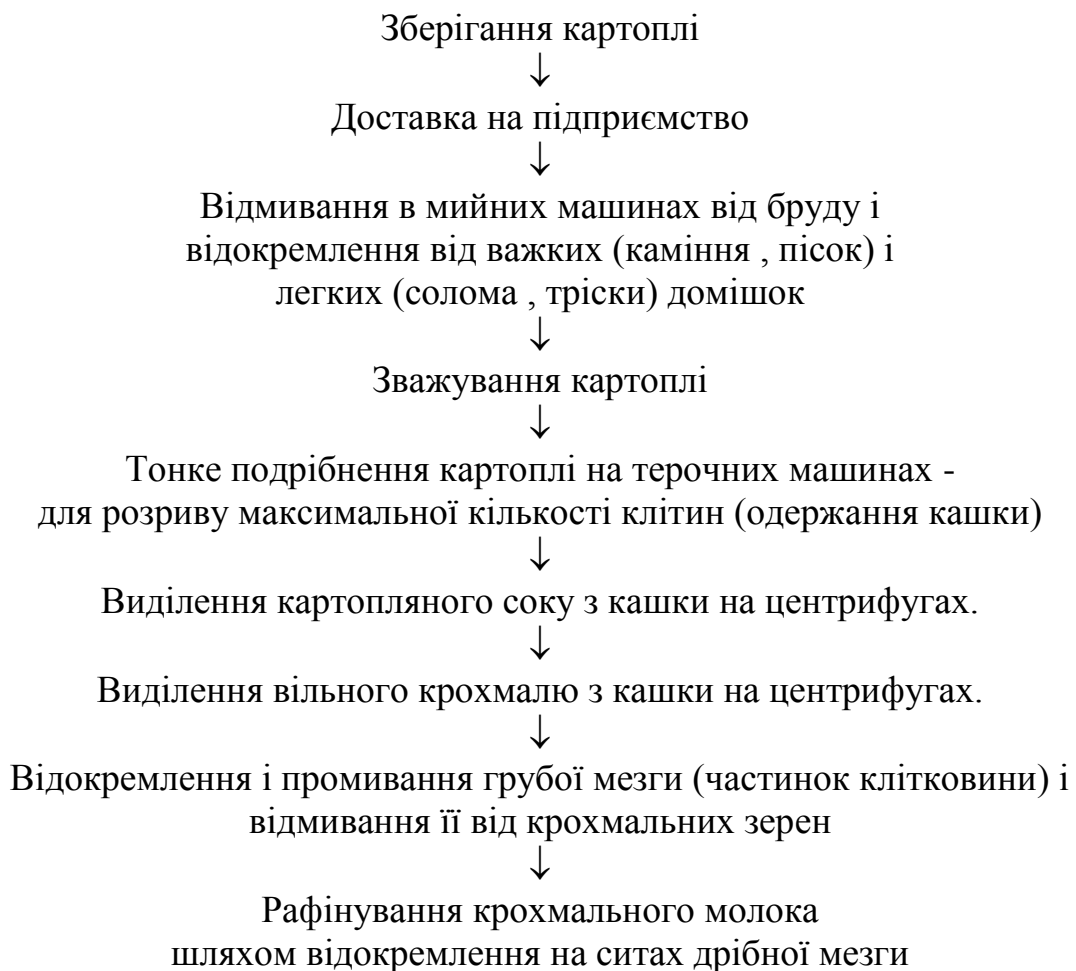 Зберігання картоплі
↓
Доставка на підприємство
↓
Відмивання в мийних машинах від бруду і
відокремлення від важких (каміння , пісок) і
легких (солома , тріски) домішок
↓
Зважування картоплі
↓
Тонке подрібнення картоплі на терочних машинах -
для розриву максимальної кількості клітин (одержання кашки)
↓
Виділення картопляного соку з кашки на центрифугах.
↓
Виділення вільного крохмалю з кашки на центрифугах.
↓
Відокремлення і промивання грубої мезги (частинок клітковини) і
відмивання її від крохмальних зерен
↓
Рафінування крохмального молока
шляхом відокремлення на ситах дрібної мезги